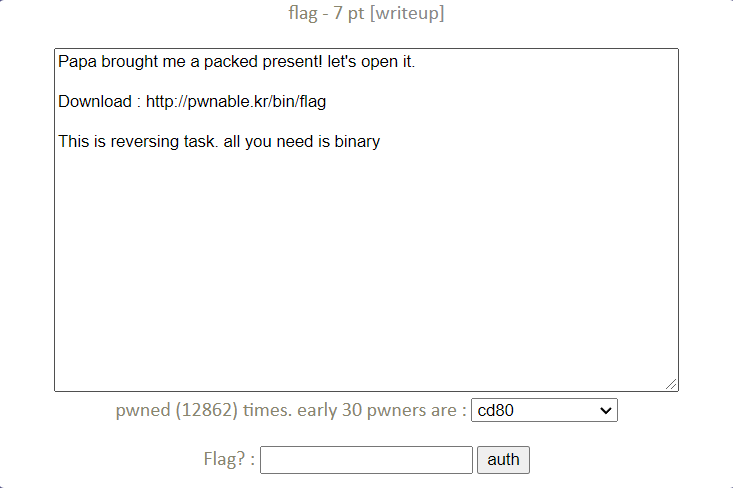 flag - 7 pt [writeup]
Papa brought me a packed present! let's open it.
Download : http://pwnable.kr/bin/flag
This is reversing task. all you need is binary
pwned (12862) times. early 30 pwners are : cd80
Flag? : auth